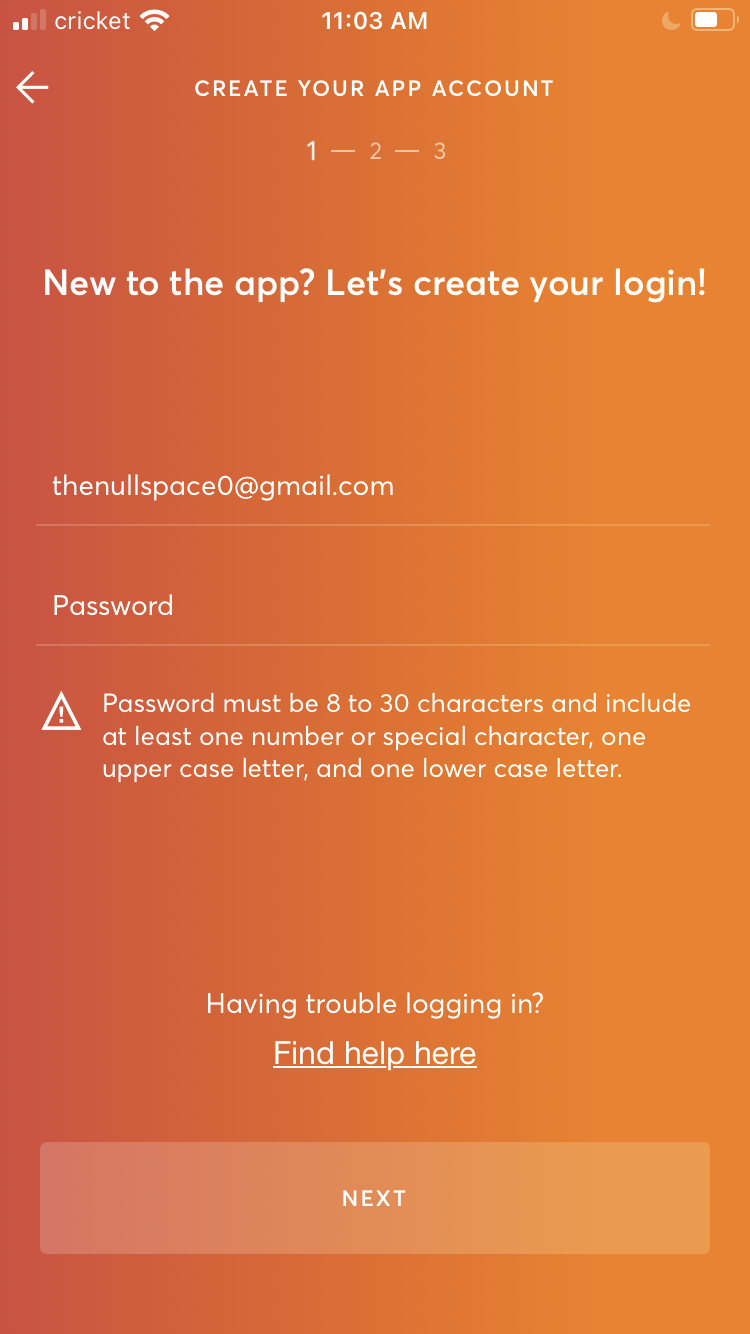 cricket 11:03 AM
CREATE YOUR APP ACCOUNT
1 — 2 — 3
New to the app? Let's create your login!
thenullspace0@gmail.com
Password
Password must be 8 to 30 characters and include
at least one number or special character, one
upper case letter, and one lower case letter.
Having trouble logging in?
Find help here
NEXT